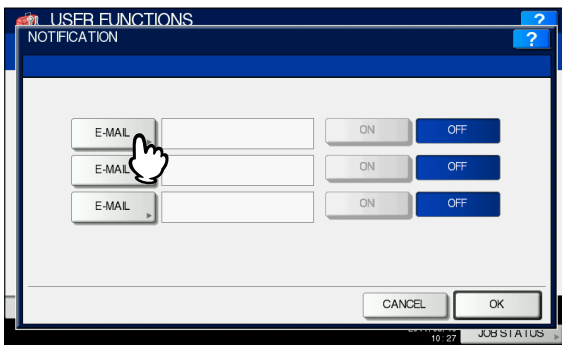 USER FUNCTIONS ?
NOTIFICATION ?
E-MAIL ON OFF
E-MAIL ON OFF
E-MAIL ON OFF
CANCEL OK
10:27 JOB STATUS